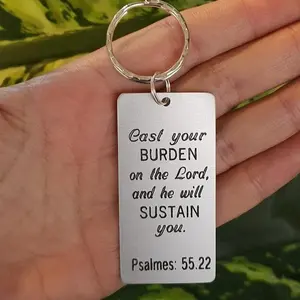 Cast your
BURDEN
on the Lord,
and he will
SUSTAIN
you.
Psalmes: 55.22